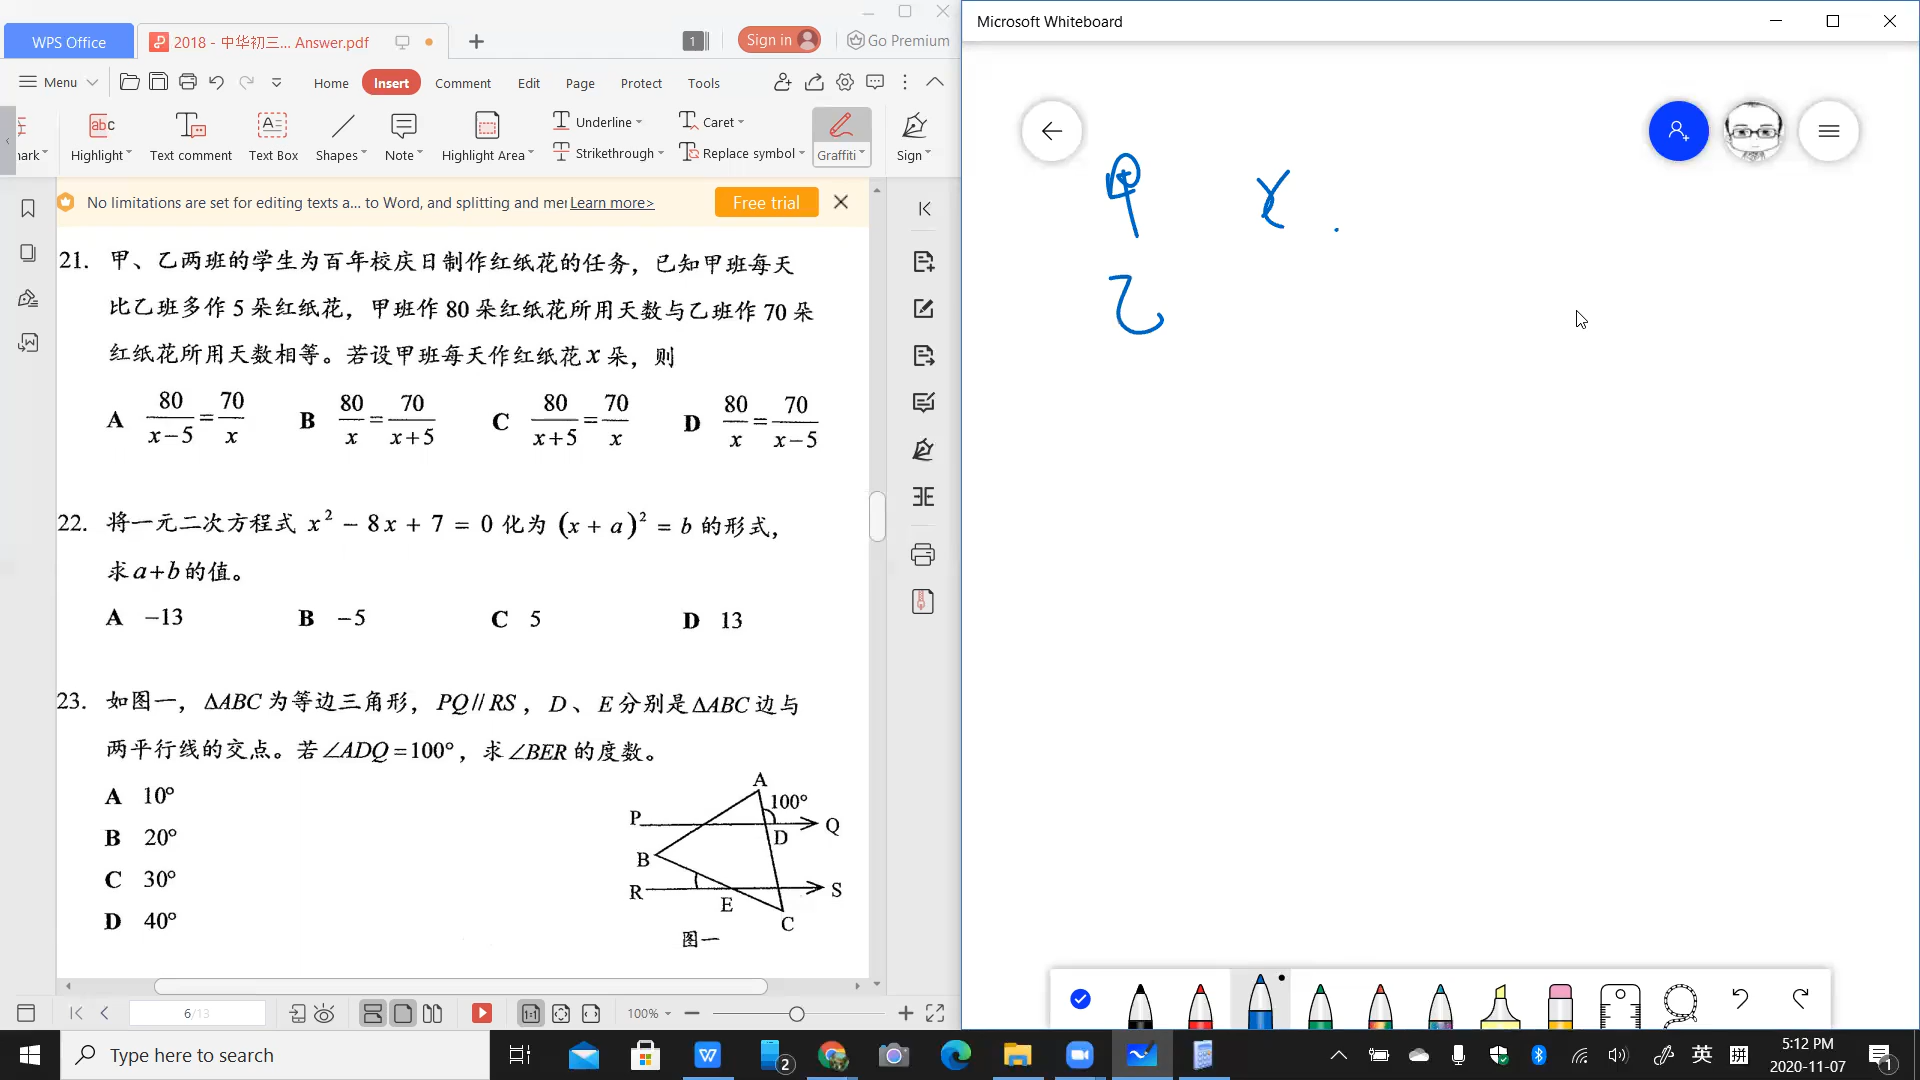 WPS Office
2018 - 中华初三... Answer.pdf
1
Sign in
Go Premium
Microsoft Whiteboard
Menu
Home
Insert
Comment
Edit
Page
Protect
Tools
Highlight
Text comment
Text Box
Shapes
Note
Highlight Area
Underline
Strikethrough
Caret
Replace symbol
Graffiti
Sign
No limitations are set for editing texts a... to Word, and splitting and mer Learn more>
Free trial
21. 甲、乙两班的学生为百年校庆日制作红纸花的任务，已知甲班每天
比乙班多作 5 朵红纸花，甲班作 80 朵红纸花所用天数与乙班作 70 朵
红纸花所用天数相等。若设甲班每天作红纸花 x 朵，则
A 80/(x−5) = 70/x B 80/x = 70/(x+5) C 80/(x+5) = 70/x D 80/x = 70/(x−5)
22. 将一元二次方程式 x² − 8x + 7 = 0 化为 (x + a)² = b 的形式，
求 a+b 的值。
A −13 B −5 C 5 D 13
23. 如图一，ΔABC 为等边三角形，PQ // RS，D、E 分别是 ΔABC 边与
两平行线的交点。若 ∠ADQ = 100°，求 ∠BER 的度数。
A 10°
B 20°
C 30°
D 40°
A
100°
P
Q
D
B
R
S
E
C
图一
甲 x .
乙
6/13
100%
Type here to search
2
英
拼
5:12 PM
2020-11-07
1